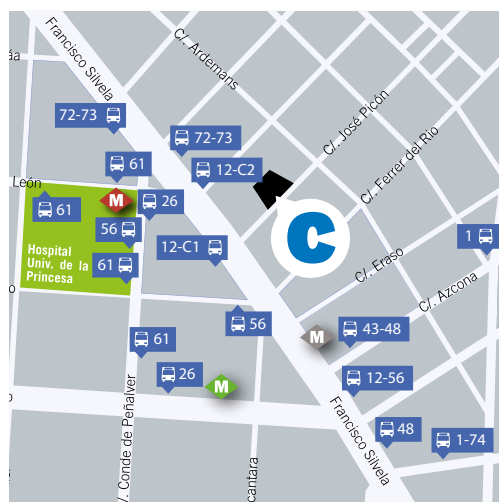 Francisco Silvela
C/. Ardemans
72-73
72-73
C/. José Picón
61
12-C2
C/. Ferrer del Río
León
M
26
61
56
C
1
Hospital
Univ. de la
Princesa
12-C1
61
C/. Eraso
C/. Azcona
56
M
43-48
61
26
M
12-56
Francisco Silvela
48
1-74
/. Conde de Peñalver
cantara